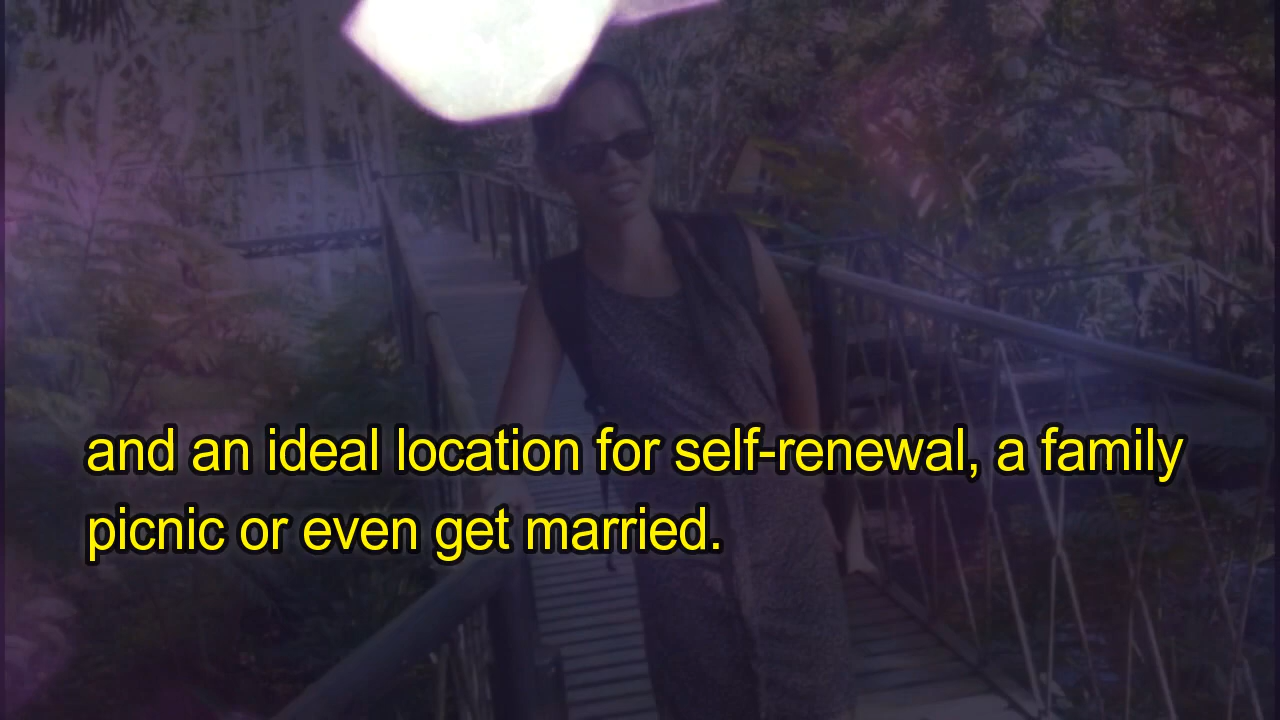 and an ideal location for self-renewal, a family
picnic or even get married.